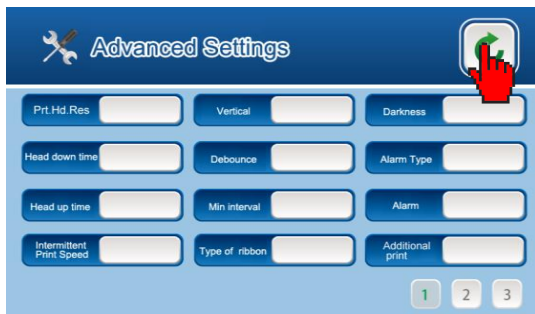 Advanced Settings
Prt.Hd.Res
Vertical
Darkness
Head down time
Debounce
Alarm Type
Head up time
Min interval
Alarm
Intermittent
Print Speed
Type of ribbon
Additional
print
1 2 3